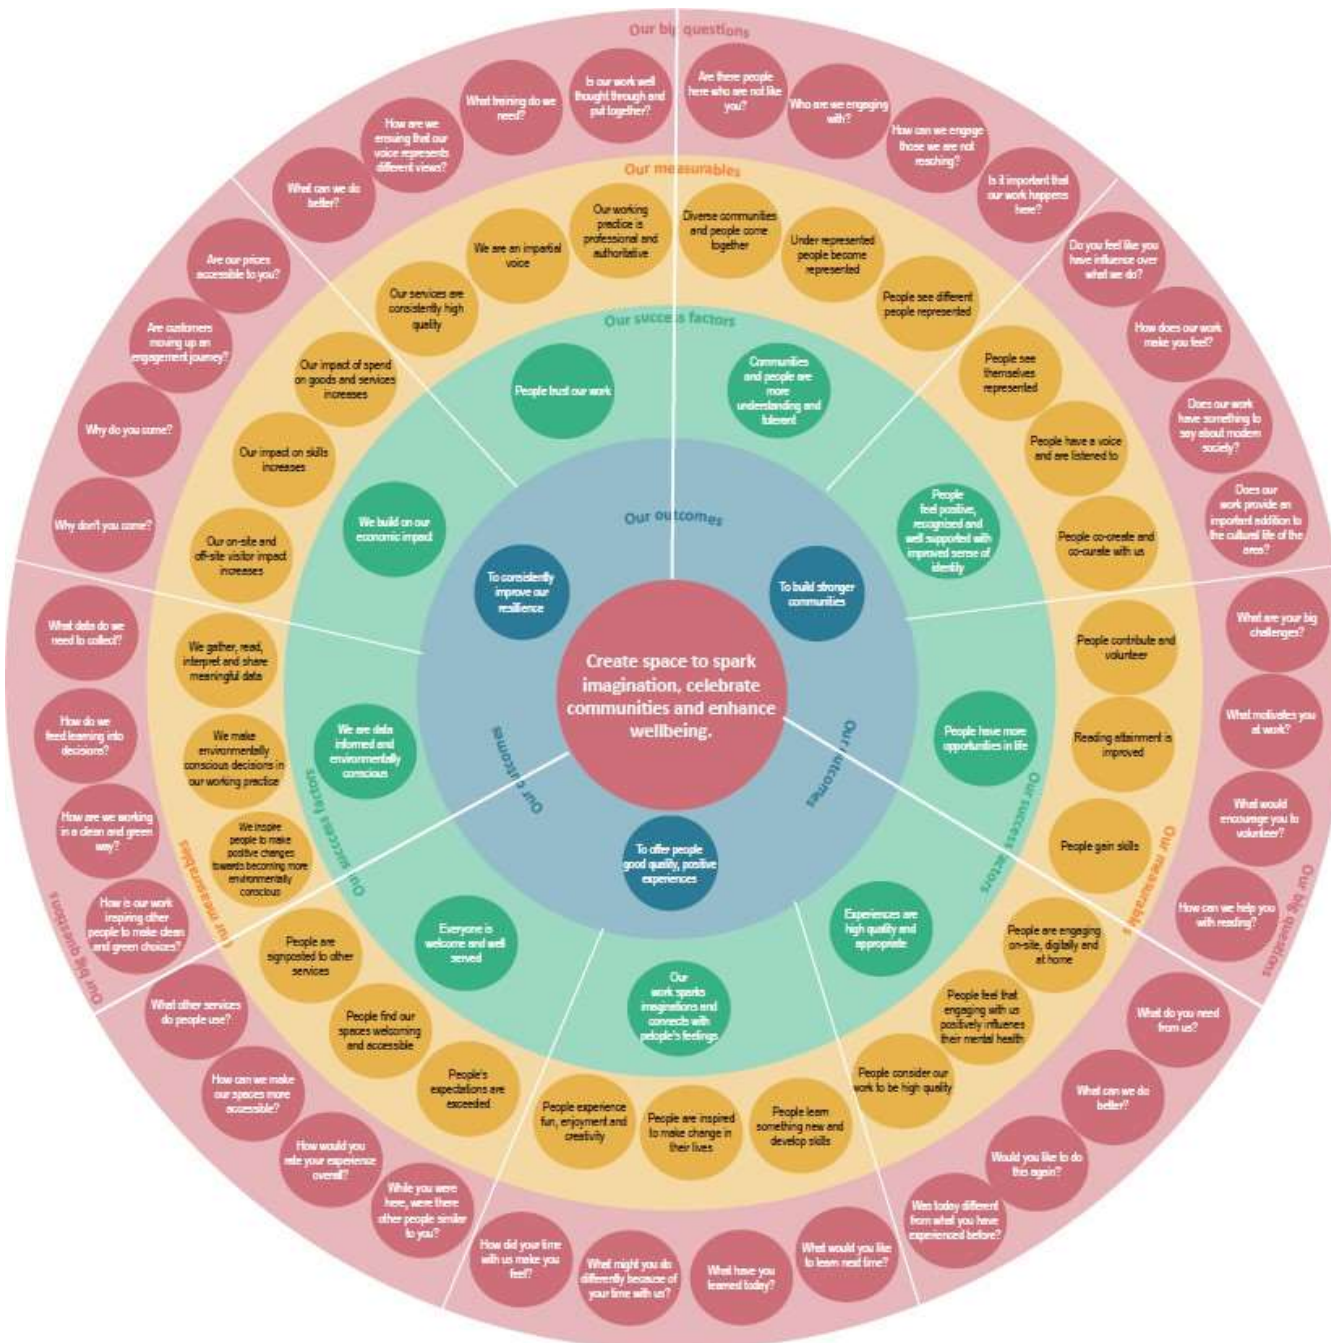 Our big questions
Is our work well
thought through and
put together?
Are there people
here who are not like
you?
What training do we
need?
Who are we engaging
with?
How are we
ensuing that our
voice represents
different views?
How can we engage
those we are not
reaching?
What can we do
better?
Is it important that
our work happens
here?
Are our prices
accessible to you?
Do you feel like you
have influence over
what we do?
Are customers
moving up an
engagement journey?
How does our work
make you feel?
Why do you come?
Does our work
have something to
say about modern
society?
Why don't you come?
Does our
work provide an
important addition to
the cultural life of the
area?
What data do we
need to collect?
What are your big
challenges?
How do we
feed learning into
decisions?
What motivates you
at work?
How are we working
in a clean and green
way?
What would
encourage you to
volunteer?
How is our work
inspiring other
people to make clean
and green choices?
How can we help you
with reading?
Our big questions
Our big questions
What other services
do people use?
What do you need
from us?
How can we make
our spaces more
accessible?
What can we do
better?
How would you
rate your experience
overall?
Would you like to do
this again?
While you were
here, were there
other people similar
to you?
Was today different
from what you have
experienced before?
How did your time
with us make you
feel?
What might you do
differently because of
your time with us?
What have you
learned today?
What would you like
to learn next time?
Our measurables
Our working
practice is
professional and
authoritative
Diverse communities
and people come
together
We are an impartial
voice
Under represented
people become
represented
Our services are
consistently high
quality
People see different
people represented
Our impact of spend
on goods and services
increases
People see
themselves
represented
Our impact on skills
increases
People have a voice
and are listened to
Our on-site and
off-site visitor impact
increases
People co-create and
co-curate with us
We gather, read,
interpret and share
meaningful data
People contribute and
volunteer
We make
environmentally
conscious decisions in
our working practice
Reading attainment is
improved
We inspire
people to make
positive changes
towards becoming more
environmentally
conscious
People gain skills
Our measurables
Our measurables
People are
signposted to other
services
People are engaging
on-site, digitally and
at home
People find our
spaces welcoming
and accessible
People feel that
engaging with us
positively influenes
their mental health
People's
expectations are
exceeded
People consider our
work to be high quality
People experience
fun, enjoyment and
creativity
People are inspired
to make change in
their lives
People learn
something new and
develop skills
Our success factors
People trust our work
Communities
and people are
more
understanding and
tolerent
We build on our
economic impact
People
feel positive,
recognised and
well supported with
improved sense of
identity
We are data
informed and
environmentally
conscious
People have more
opportunities in life
Our success factors
Our success factors
Everyone is
welcome and well
served
Experiences are
high quality and
appropriate
Our
work sparks
imaginations and
connects with
pelople's feelings
Our outcomes
To consistently
improve our
resillience
To build stronger
communities
Our outcomes
Our outcomes
To offer people
good quality, positive
experiences
Create space to spark
imagination, celebrate
communities and enhance
wellbeing.